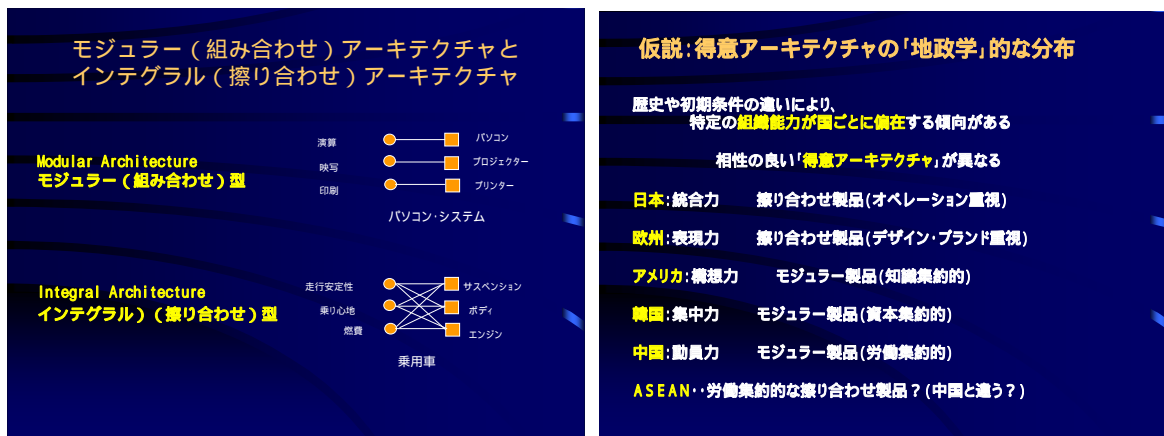 モジュラー（組み合わせ）アーキテクチャと
インテグラル（擦り合わせ）アーキテクチャ
Modular Architecture
モジュラー（組み合わせ）型
演算
パソコン
映写
プロジェクター
印刷
プリンター
パソコン･システム
Integral Architecture
インテグラル）（擦り合わせ）型
走行安定性
サスペンション
乗り心地
ボディ
燃費
エンジン
乗用車
仮説:得意アーキテクチャの｢地政学｣的な分布
歴史や初期条件の違いにより、
特定の組織能力が国ごとに偏在する傾向がある
相性の良い｢得意アーキテクチャ｣が異なる
日本:統合力 擦り合わせ製品(オペレーション重視)
欧州:表現力 擦り合わせ製品(デザイン･ブランド重視)
アメリカ:構想力 モジュラー製品(知識集約的)
韓国:集中力 モジュラー製品(資本集約的)
中国:動員力 モジュラー製品(労働集約的)
ASEAN･･労働集約的な擦り合わせ製品？(中国と違う？)